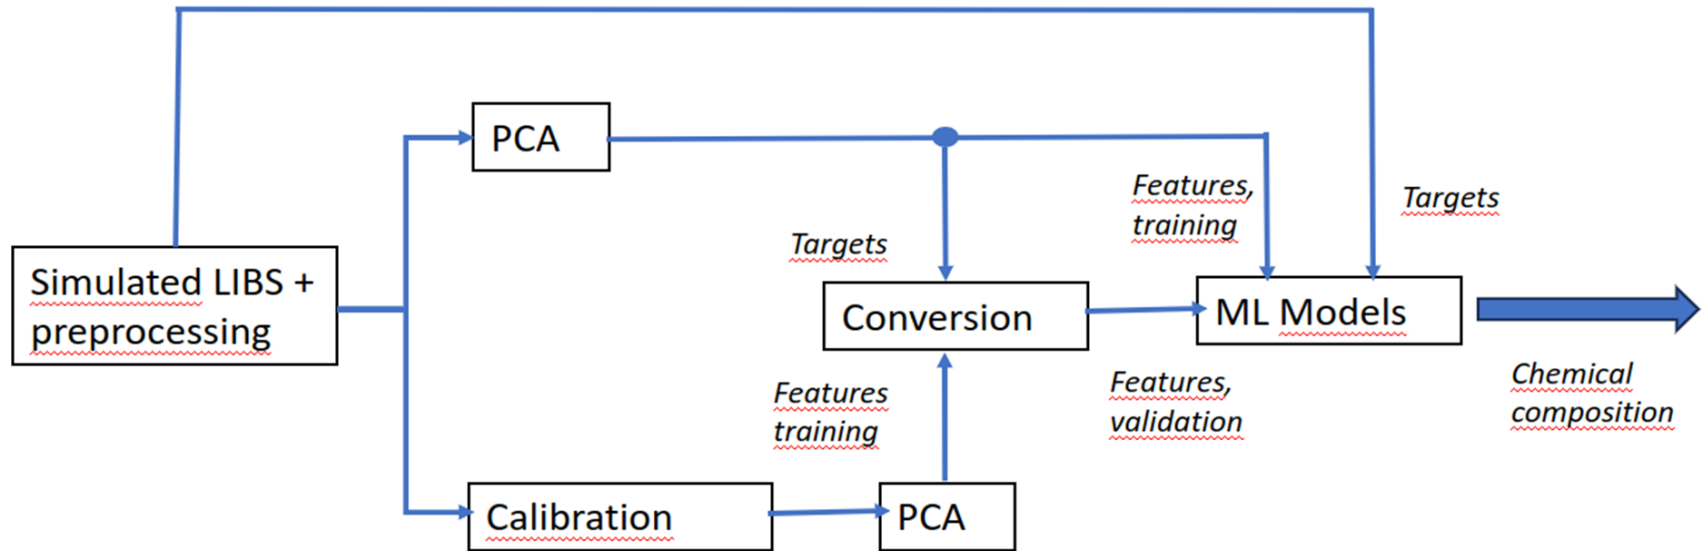 PCA
Features,
training
Targets
Targets
Simulated LIBS +
preprocessing
Conversion
ML Models
Features
training
Features,
validation
Chemical
composition
Calibration
PCA